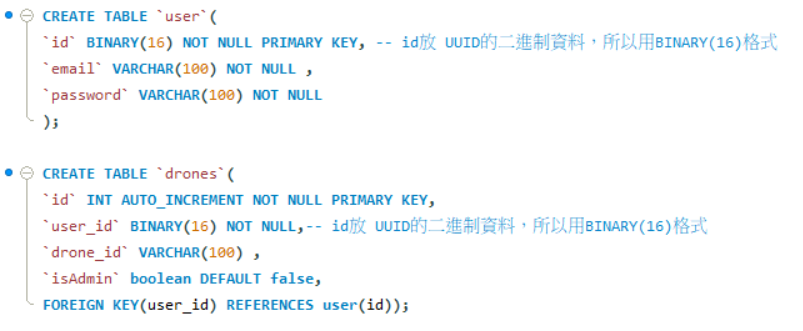 CREATE TABLE `user`(
`id` BINARY(16) NOT NULL PRIMARY KEY, -- id放 UUID的二進制資料，所以用BINARY(16)格式
`email` VARCHAR(100) NOT NULL ,
`password` VARCHAR(100) NOT NULL
);
CREATE TABLE `drones`(
`id` INT AUTO_INCREMENT NOT NULL PRIMARY KEY,
`user_id` BINARY(16) NOT NULL,-- id放 UUID的二進制資料，所以用BINARY(16)格式
`drone_id` VARCHAR(100) ,
`isAdmin` boolean DEFAULT false,
FOREIGN KEY(user_id) REFERENCES user(id));